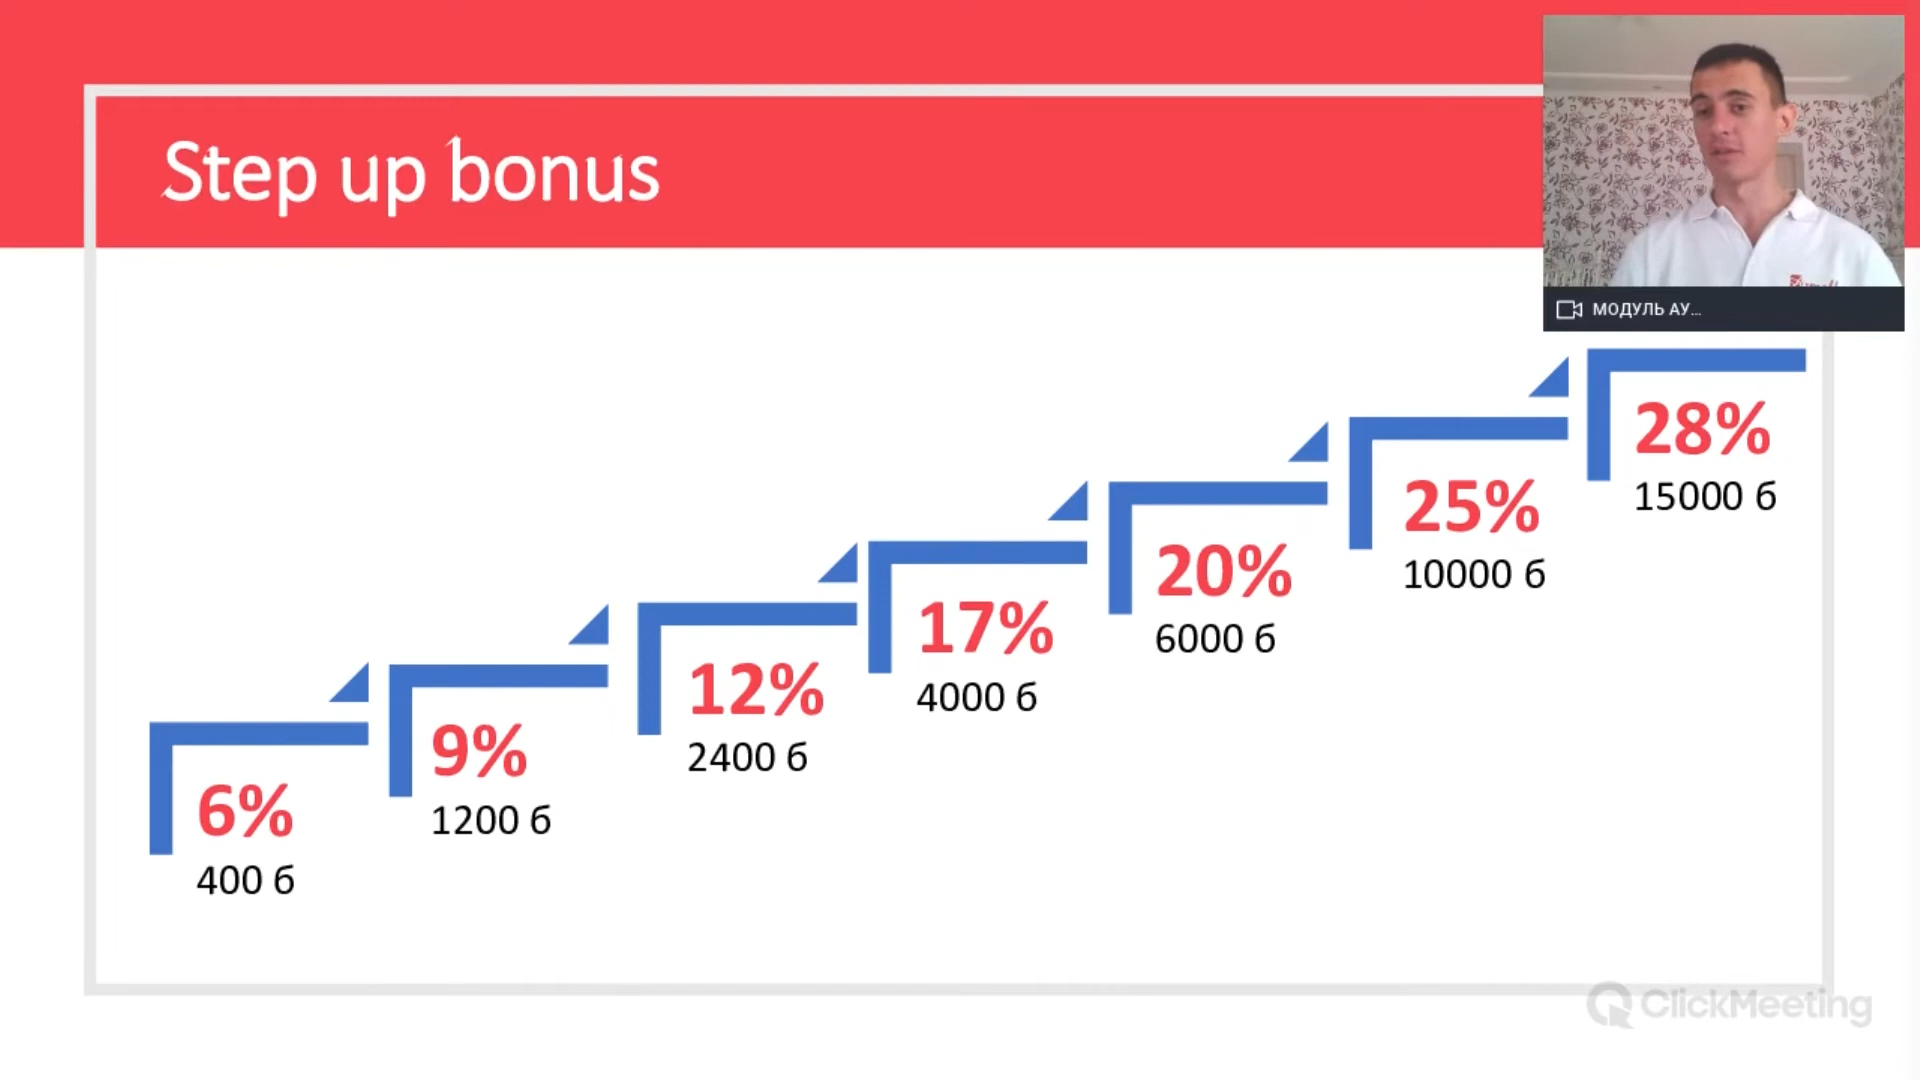 Step up bonus
МОДУЛЬ АУ...
28%
15000 б
25%
10000 б
20%
6000 б
17%
4000 б
12%
2400 б
9%
1200 б
6%
400 б
ClickMeeting